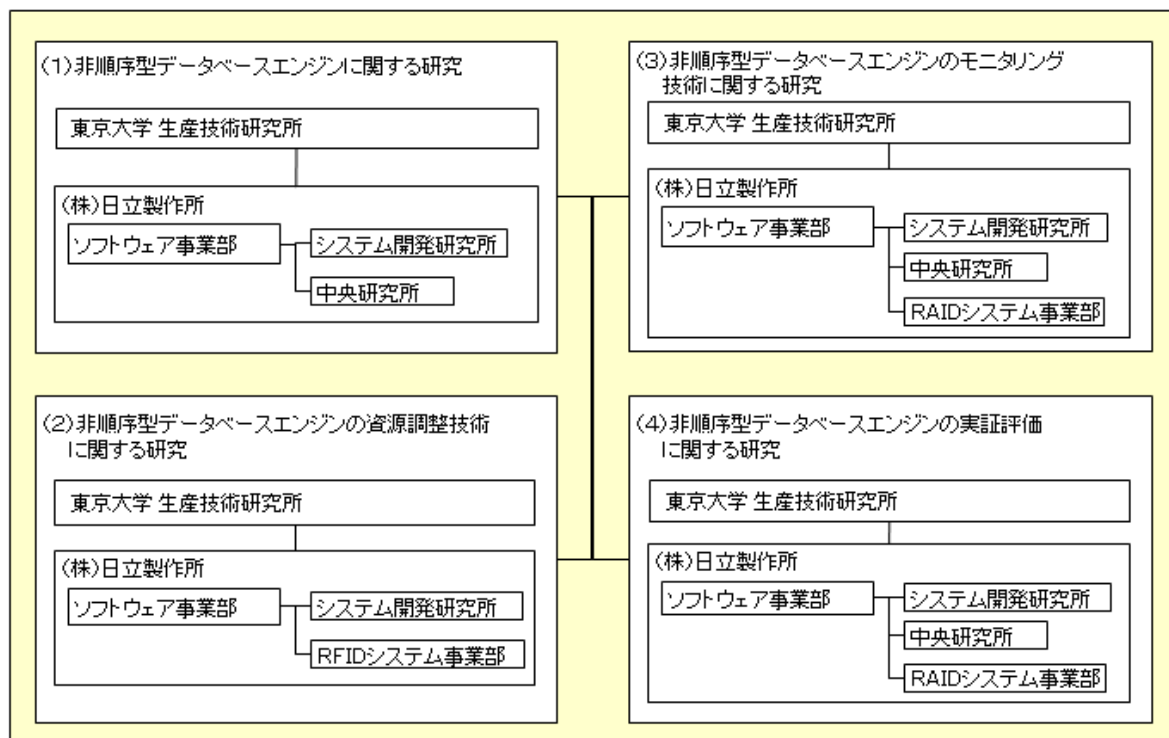 (1)非順序型データベースエンジンに関する研究
東京大学 生産技術研究所
(株)日立製作所
ソフトウェア事業部
システム開発研究所
中央研究所
(2)非順序型データベースエンジンの資源調整技術
に関する研究
東京大学 生産技術研究所
(株)日立製作所
ソフトウェア事業部
システム開発研究所
RFIDシステム事業部
(3)非順序型データベースエンジンのモニタリング
技術に関する研究
東京大学 生産技術研究所
(株)日立製作所
ソフトウェア事業部
システム開発研究所
中央研究所
RAIDシステム事業部
(4)非順序型データベースエンジンの実証評価
に関する研究
東京大学 生産技術研究所
(株)日立製作所
ソフトウェア事業部
システム開発研究所
中央研究所
RAIDシステム事業部